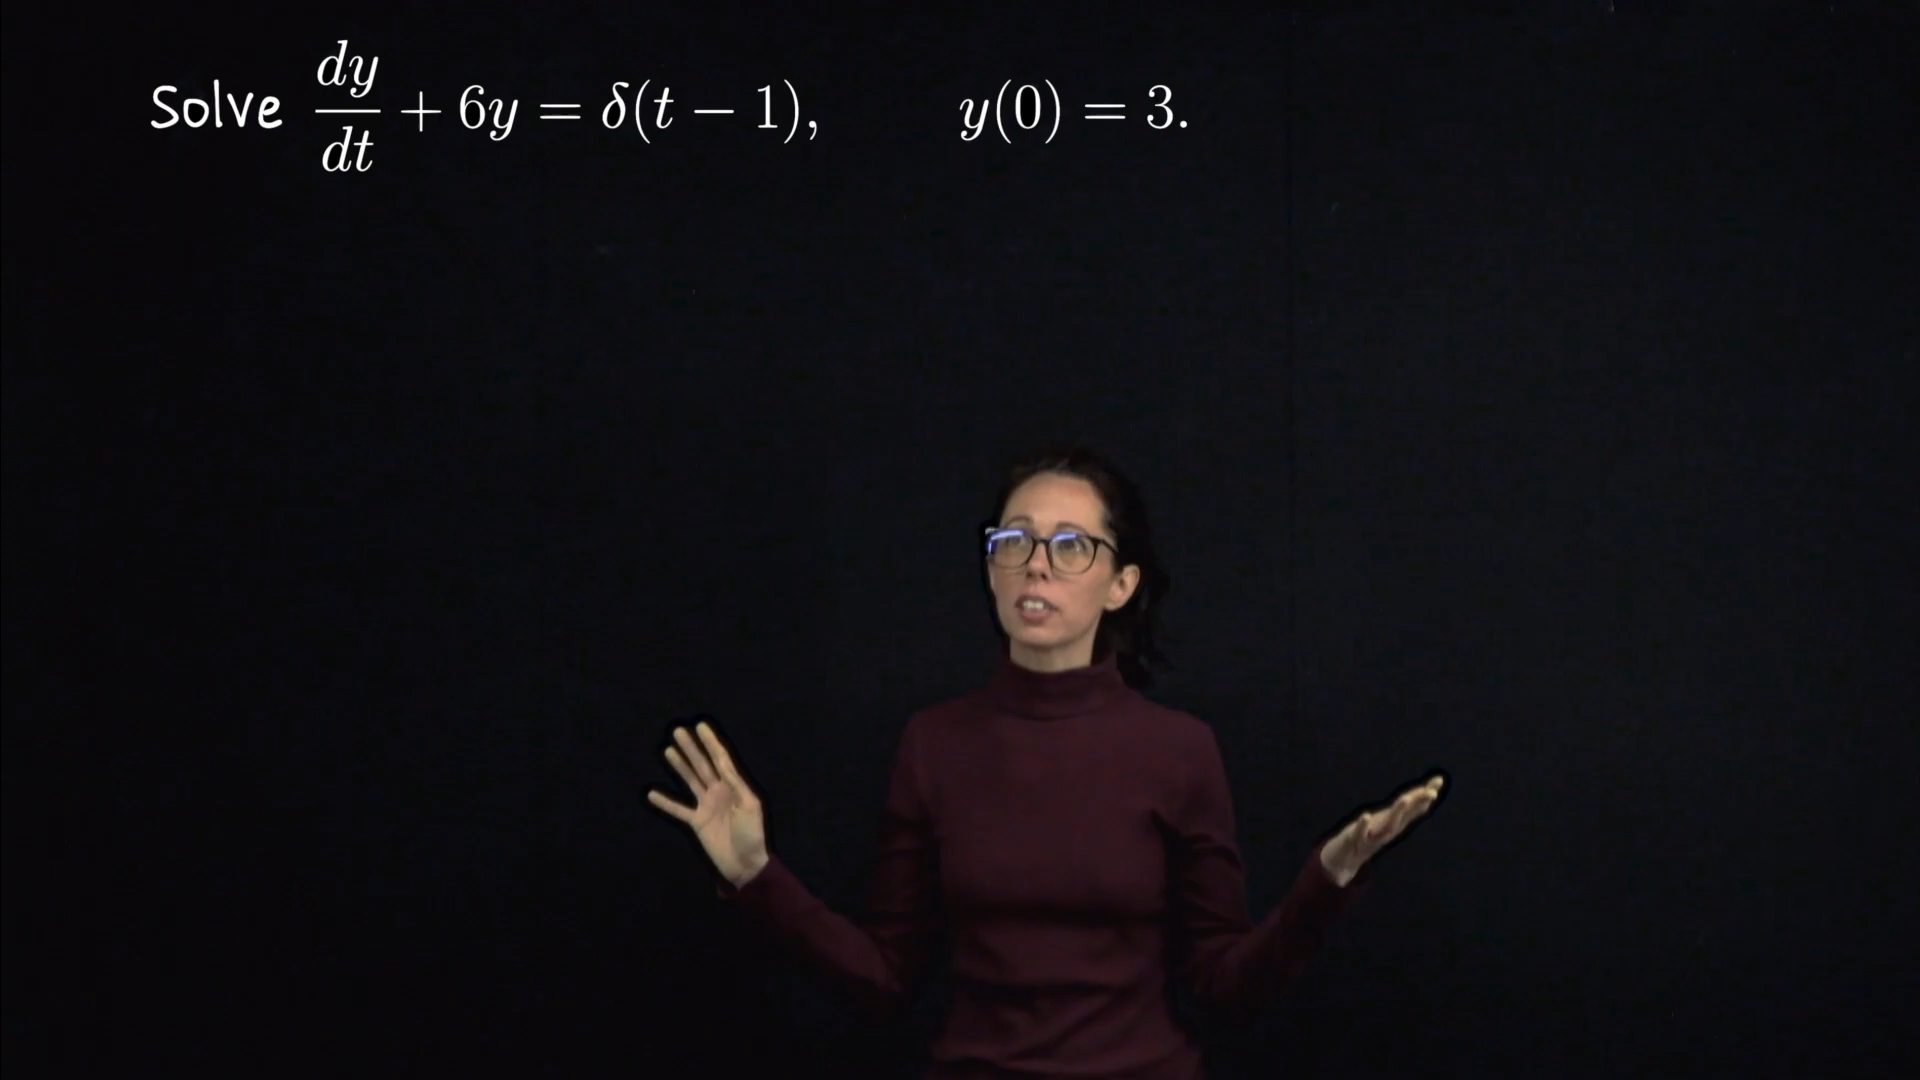 Solve dy/dt + 6y = δ(t − 1), y(0) = 3.